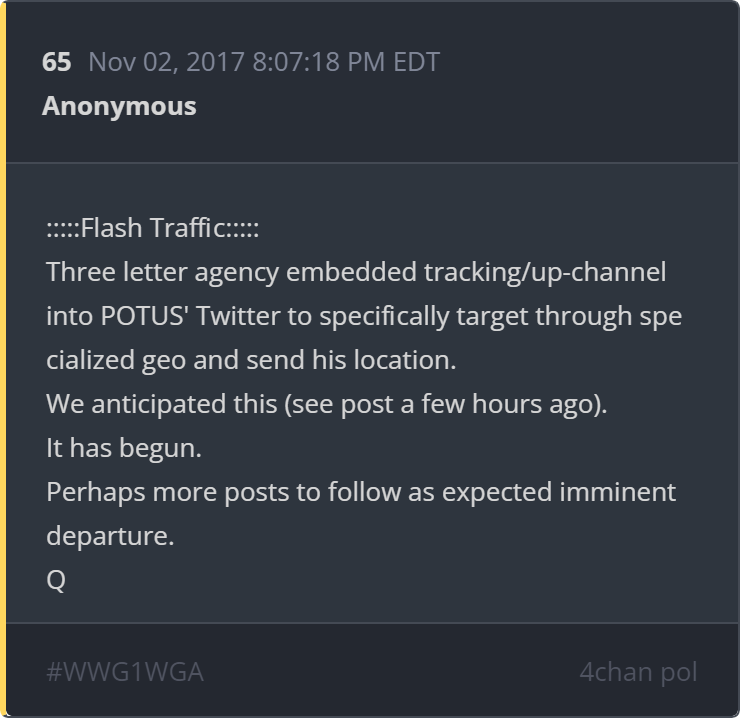 65 Nov 02, 2017 8:07:18 PM EDT
Anonymous
:::::Flash Traffic:::::
Three letter agency embedded tracking/up-channel
into POTUS' Twitter to specifically target through spe
cialized geo and send his location.
We anticipated this (see post a few hours ago).
It has begun.
Perhaps more posts to follow as expected imminent
departure.
Q
#WWG1WGA 4chan pol